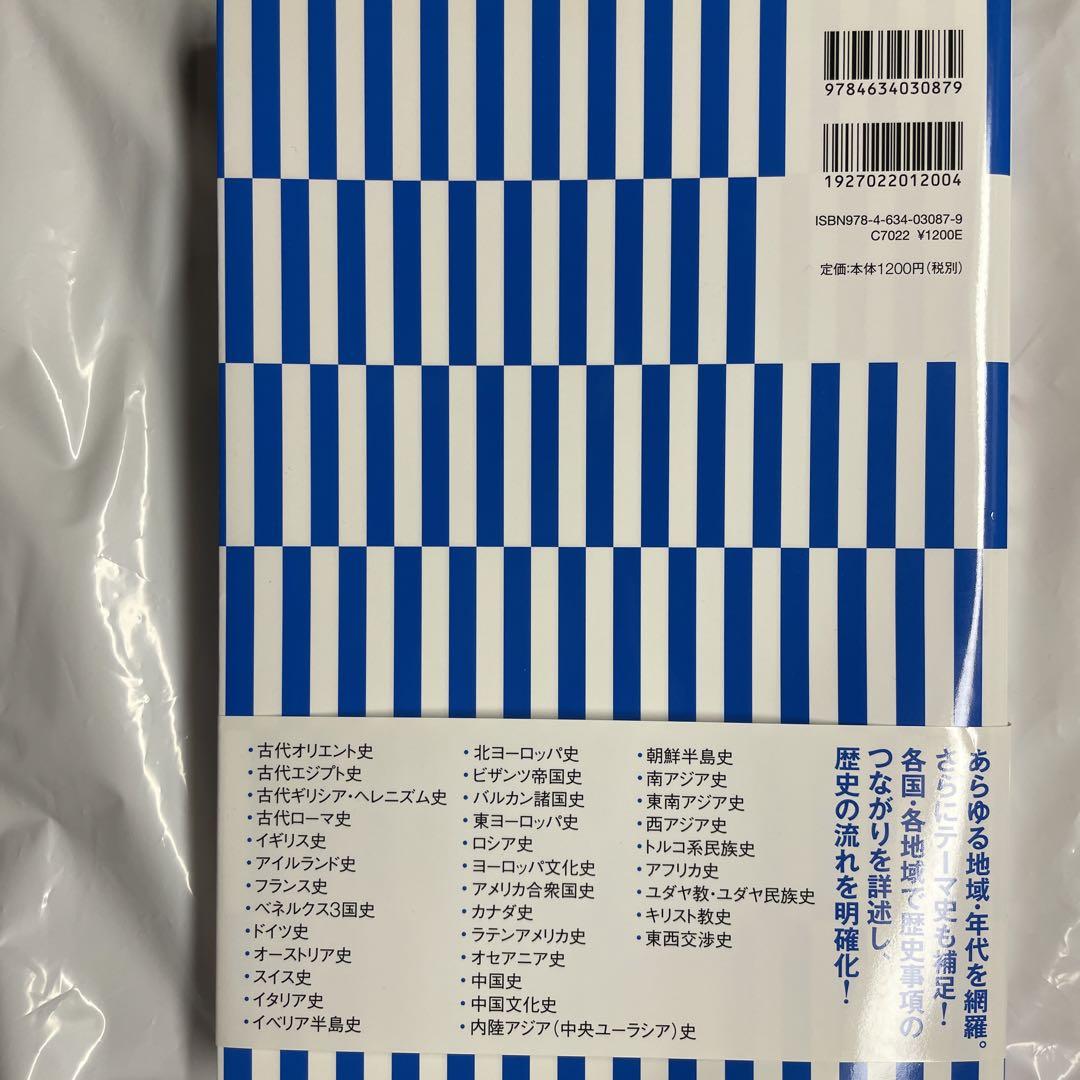 9784634030879
1927022012004
ISBN978-4-634-03087-9
C7022 ¥1200E
定価:本体1200円(税別)
・古代オリエント史
・古代エジプト史
・古代ギリシア・ヘレニズム史
・古代ローマ史
・イギリス史
・アイルランド史
・フランス史
・ベネルクス3国史
・ドイツ史
・オーストリア史
・スイス史
・イタリア史
・イベリア半島史
・北ヨーロッパ史
・ビザンツ帝国史
・バルカン諸国史
・東ヨーロッパ史
・ロシア史
・ヨーロッパ文化史
・アメリカ合衆国史
・カナダ史
・ラテンアメリカ史
・オセアニア史
・中国史
・中国文化史
・内陸アジア(中央ユーラシア)史
・朝鮮半島史
・南アジア史
・東南アジア史
・西アジア史
・トルコ系民族史
・アフリカ史
・ユダヤ教・ユダヤ民族史
・キリスト教史
・東西交渉史
あらゆる地域・年代を網羅。
さらにテーマ史も補足!
各国・各地域で歴史事項の
つながりを詳述し、
歴史の流れを明確化!